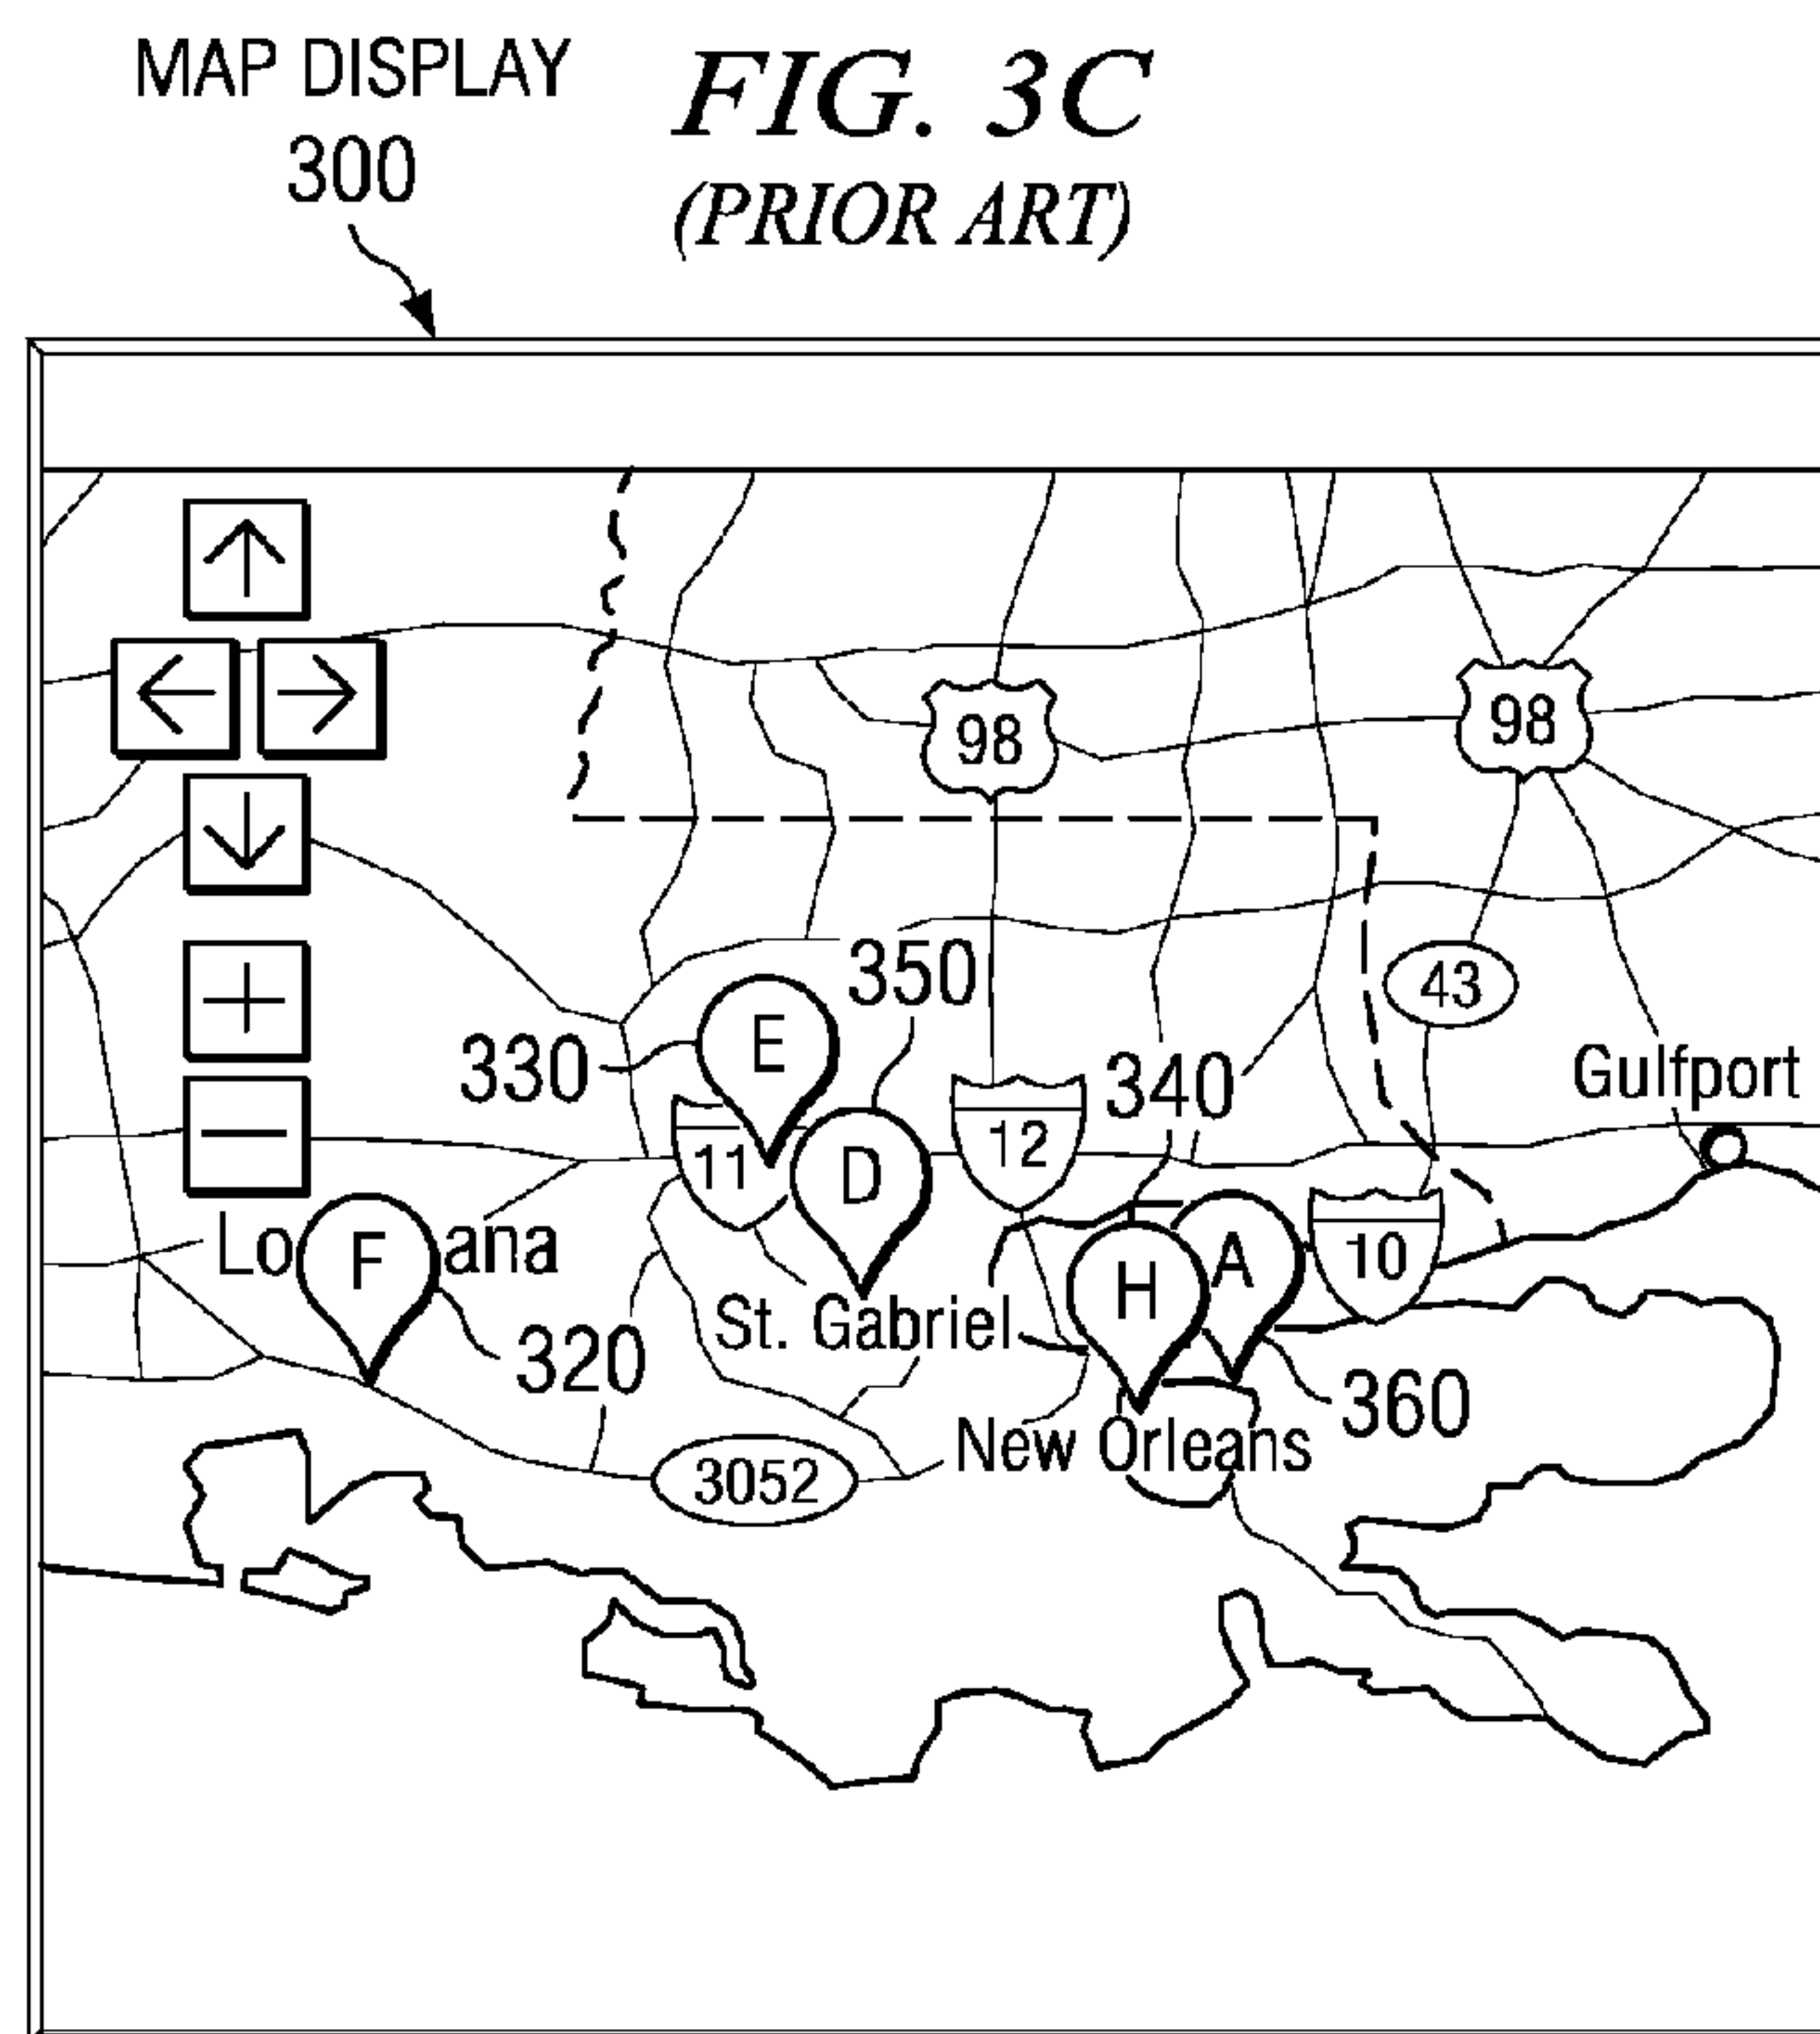 MAP DISPLAY
300
FIG. 3C
(PRIOR ART)
98
98
350
43
E
330
340
Gulfport
12
11
D
Lo
F
ana
H
A
10
St. Gabriel
320
360
New Orleans
3052